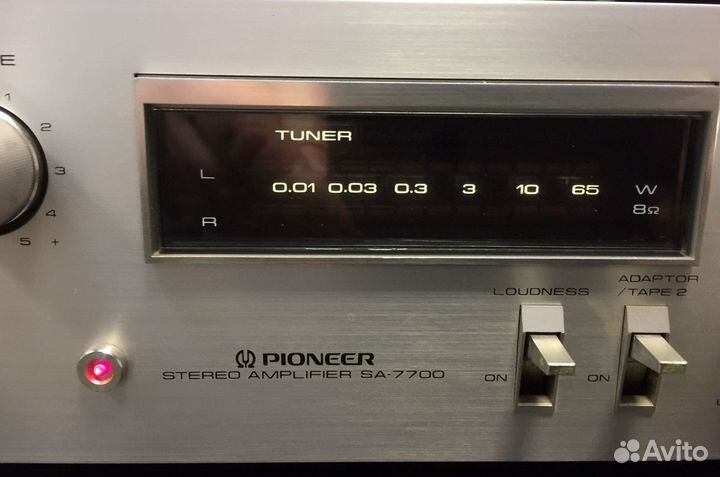 E
1
2
3
4
5 +
TUNER
L
0.01 0.03 0.3 3 10 65 W
R 8Ω
LOUDNESS
ADAPTOR
/TAPE 2
ON
ON
PIONEER
STEREO AMPLIFIER SA-7700
Avito